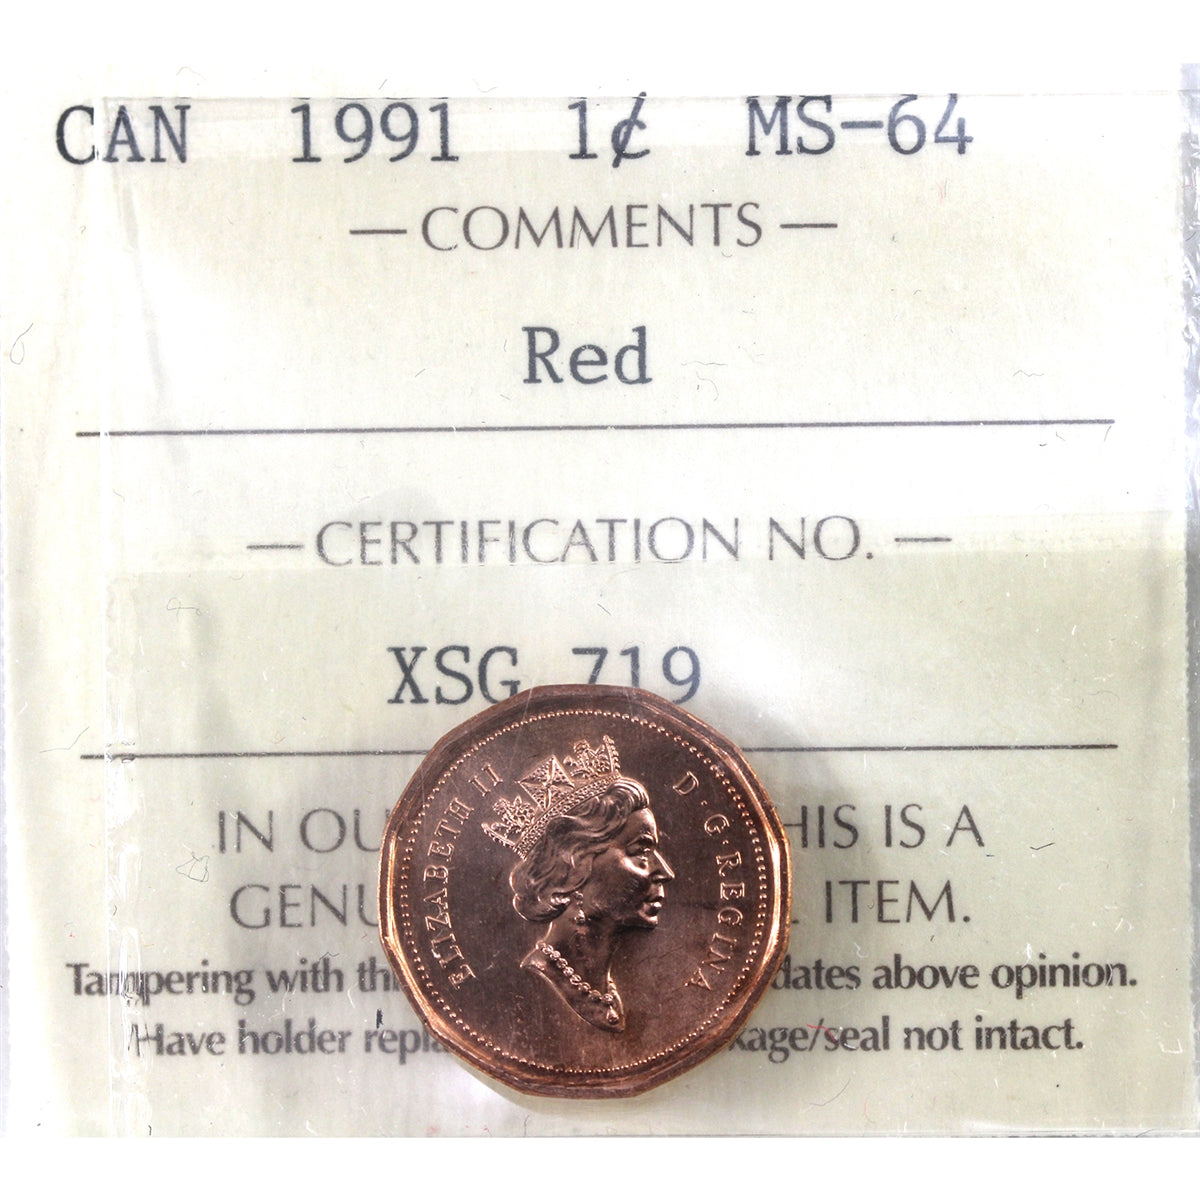 CAN 1991 1¢ MS-64
— COMMENTS —
Red
— CERTIFICATION NO. —
XSG 719
IN OU HIS IS A
GENU ITEM.
Tampering with thi dates above opinion.
Have holder repla kage/seal not intact.
ELIZABETH II D·G·REGINA